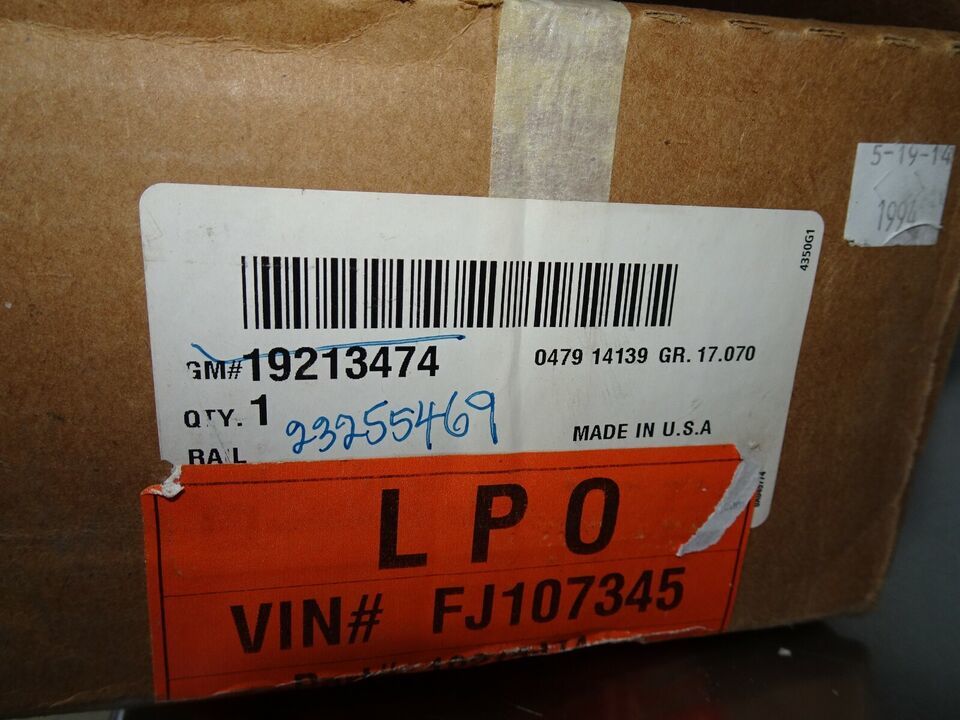 5-19-14
1994
4350G1
GM#19213474
0479 14139 GR. 17.070
QTY. 1
23255469
MADE IN U.S.A
RAIL
LPO
VIN# FJ107345